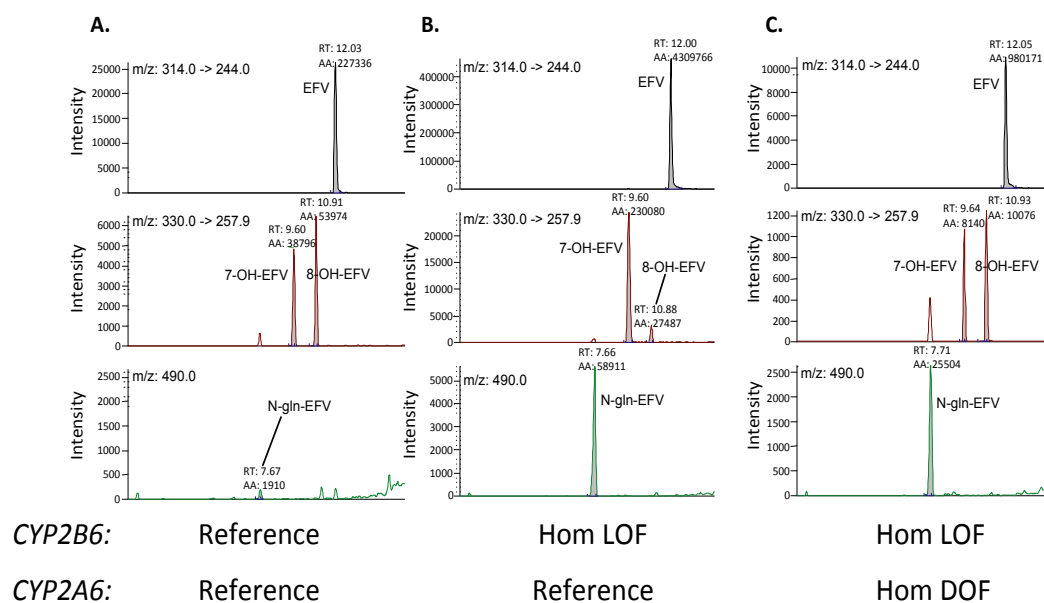 A.
m/z: 314.0 -> 244.0
RT: 12.03
AA: 227336
EFV
Intensity
25000
20000
15000
10000
5000
0
m/z: 330.0 -> 257.9
RT: 10.91
AA: 53974
RT: 9.60
AA: 38796
7-OH-EFV
8-OH-EFV
Intensity
6000
5000
4000
3000
2000
1000
0
m/z: 490.0
N-gln-EFV
RT: 7.67
AA: 1910
Intensity
2500
2000
1500
1000
500
0
B.
m/z: 314.0 -> 244.0
RT: 12.00
AA: 4309766
EFV
Intensity
400000
300000
200000
100000
0
m/z: 330.0 -> 257.9
RT: 9.60
AA: 230080
7-OH-EFV
8-OH-EFV
RT: 10.88
AA: 27487
Intensity
20000
15000
10000
5000
0
m/z: 490.0
RT: 7.66
AA: 58911
N-gln-EFV
Intensity
5000
4000
3000
2000
1000
0
C.
m/z: 314.0 -> 244.0
RT: 12.05
AA: 980171
EFV
Intensity
10000
8000
6000
4000
2000
0
m/z: 330.0 -> 257.9
RT: 9.64
AA: 8140
RT: 10.93
AA: 10076
7-OH-EFV
8-OH-EFV
Intensity
1200
1000
800
600
400
200
0
m/z: 490.0
RT: 7.71
AA: 25504
N-gln-EFV
Intensity
2500
2000
1500
1000
500
0
CYP2B6: Reference Hom LOF Hom LOF
CYP2A6: Reference Reference Hom DOF